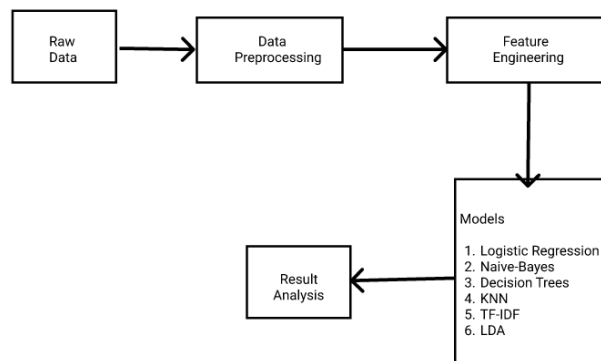 Raw
Data
Data
Preprocessing
Feature
Engineering
Models
1. Logistic Regression
2. Naive-Bayes
3. Decision Trees
4. KNN
5. TF-IDF
6. LDA
Result
Analysis